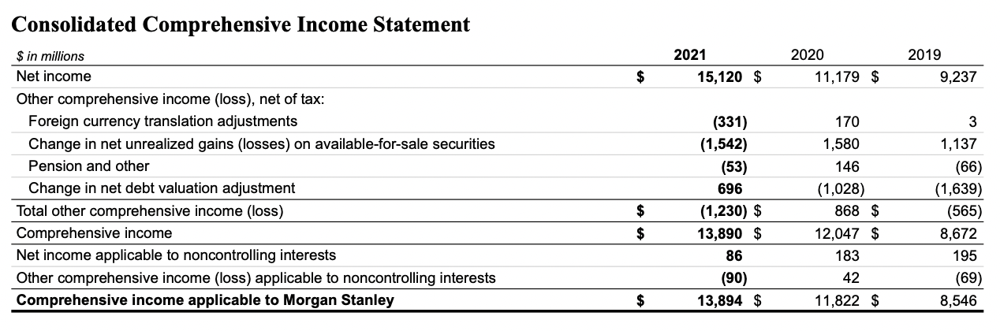 Consolidated Comprehensive Income Statement
$ in millions 2021 2020 2019
Net income $ 15,120 $ 11,179 $ 9,237
Other comprehensive income (loss), net of tax:
Foreign currency translation adjustments (331) 170 3
Change in net unrealized gains (losses) on available-for-sale securities (1,542) 1,580 1,137
Pension and other (53) 146 (66)
Change in net debt valuation adjustment 696 (1,028) (1,639)
Total other comprehensive income (loss) $ (1,230) $ 868 $ (565)
Comprehensive income $ 13,890 $ 12,047 $ 8,672
Net income applicable to noncontrolling interests 86 183 195
Other comprehensive income (loss) applicable to noncontrolling interests (90) 42 (69)
Comprehensive income applicable to Morgan Stanley $ 13,894 $ 11,822 $ 8,546